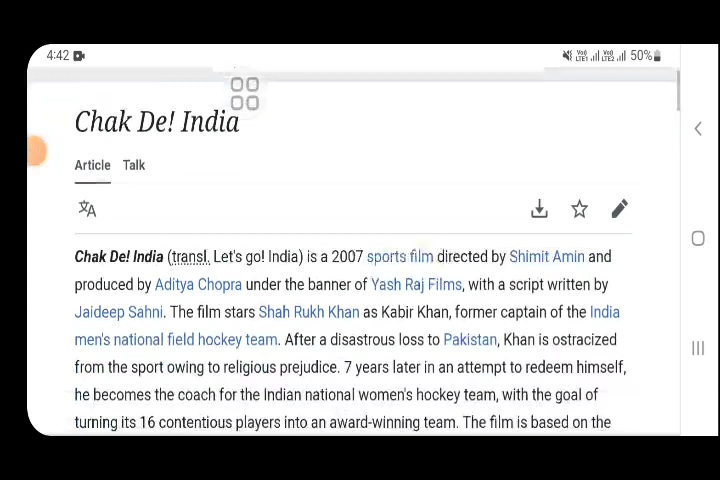 4:42
Vo) LTE1 Vo) LTE2 50%
Chak De! India
Article Talk
Chak De! India (transl. Let's go! India) is a 2007 sports film directed by Shimit Amin and
produced by Aditya Chopra under the banner of Yash Raj Films, with a script written by
Jaideep Sahni. The film stars Shah Rukh Khan as Kabir Khan, former captain of the India
men's national field hockey team. After a disastrous loss to Pakistan, Khan is ostracized
from the sport owing to religious prejudice. 7 years later in an attempt to redeem himself,
he becomes the coach for the Indian national women's hockey team, with the goal of
turning its 16 contentious players into an award-winning team. The film is based on the